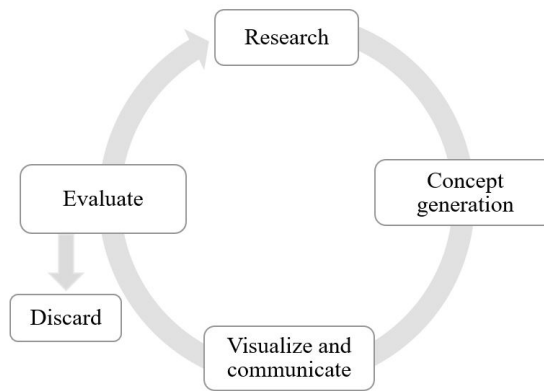 Research
Concept
generation
Evaluate
Discard
Visualize and
communicate